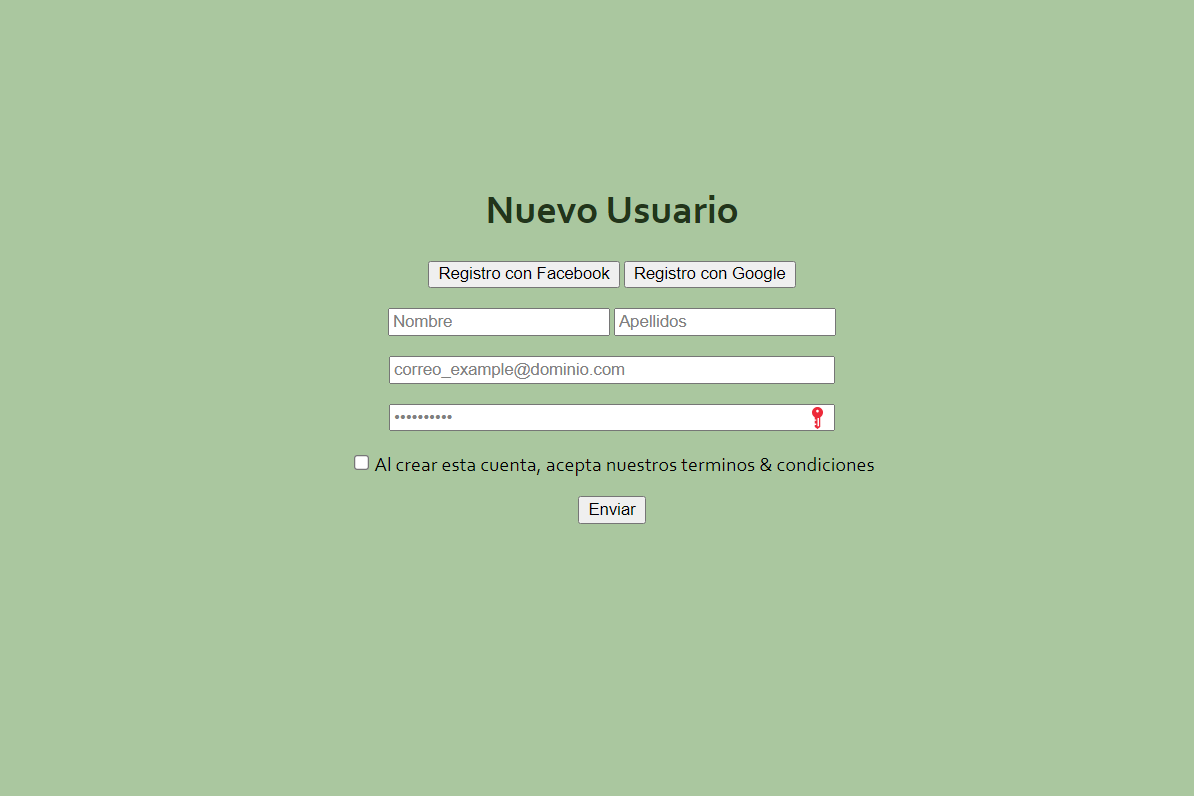 Nuevo Usuario
Registro con Facebook Registro con Google
Nombre Apellidos
correo_example@dominio.com
••••••••••
Al crear esta cuenta, acepta nuestros terminos & condiciones
Enviar